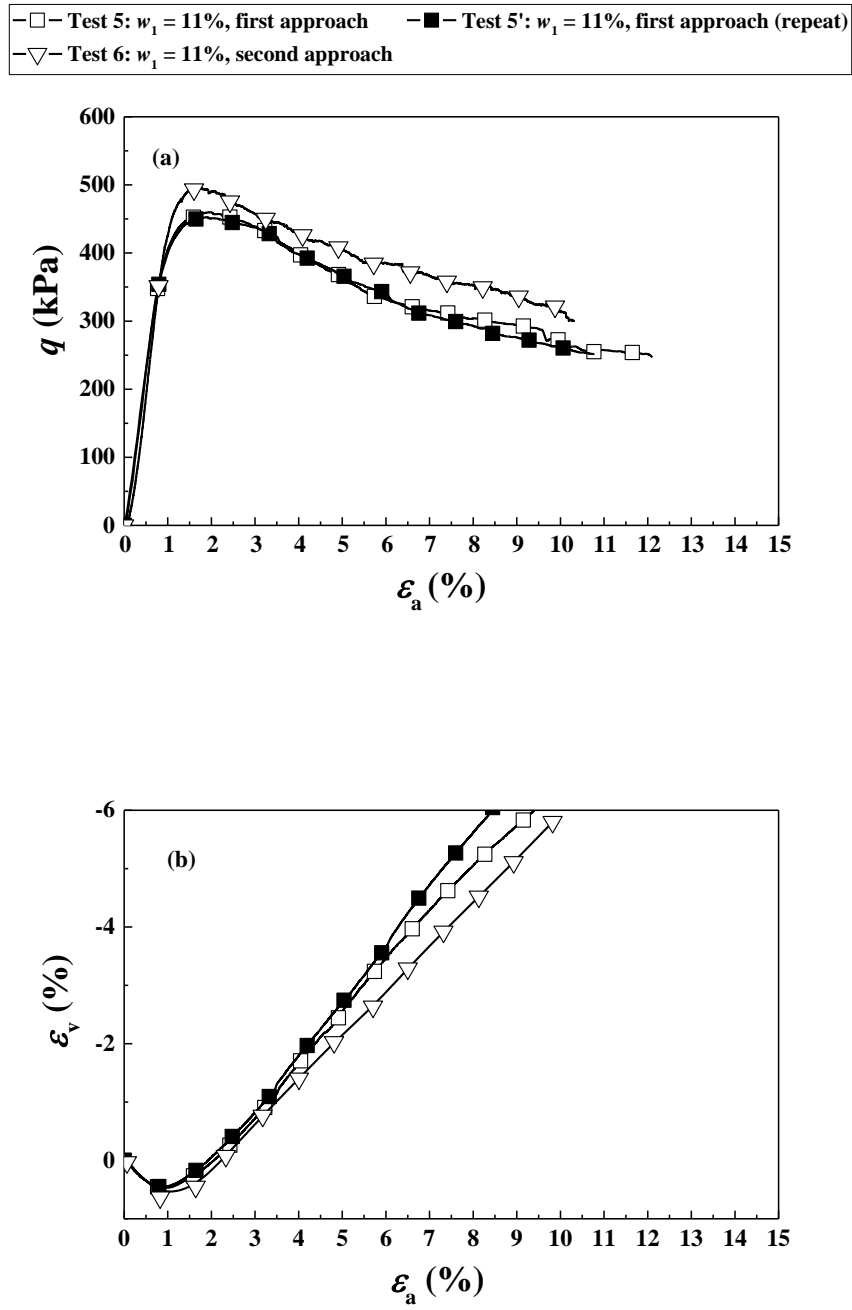 Test 5: w₁ = 11%, first approach
Test 5': w₁ = 11%, first approach (repeat)
Test 6: w₁ = 11%, second approach
(a)
q (kPa)
600
500
400
300
200
100
0
0 1 2 3 4 5 6 7 8 9 10 11 12 13 14 15
εₐ (%)
(b)
εᵥ (%)
-6
-4
-2
0
0 1 2 3 4 5 6 7 8 9 10 11 12 13 14 15
εₐ (%)